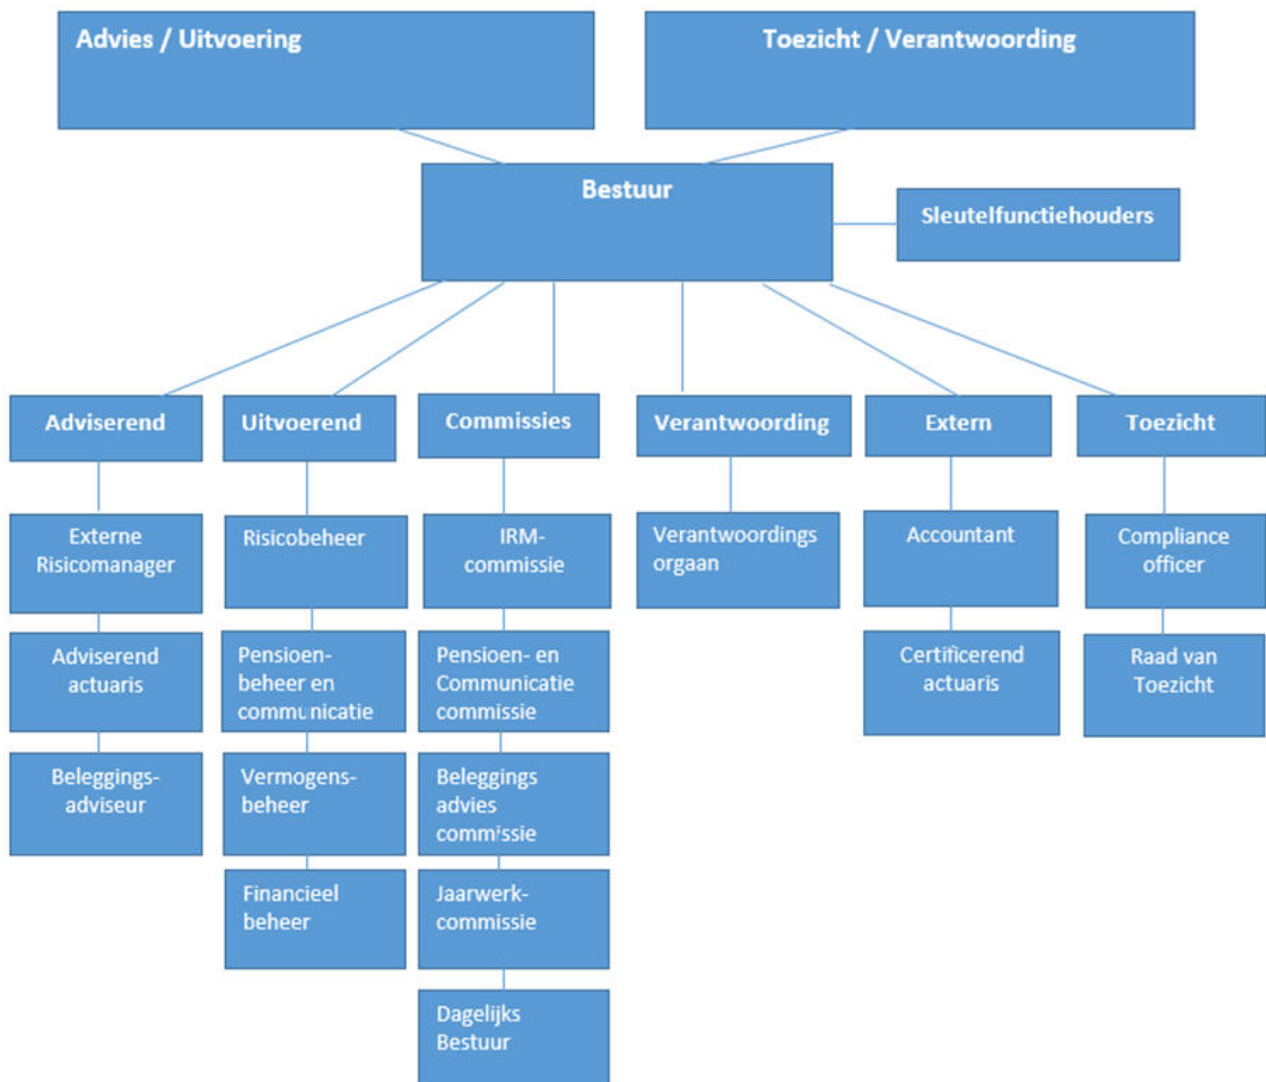 Advies / Uitvoering
Toezicht / Verantwoording
Bestuur
Sleutelfunctiehouders
Adviserend
Uitvoerend
Commissies
Verantwoording
Extern
Toezicht
Externe
Risicomanager
Adviserend
actuaris
Beleggings-
adviseur
Risicobeheer
Pensioen-
beheer en
communicatie
Vermogens-
beheer
Financieel
beheer
IRM-
commissie
Pensioen- en
Communicatie
commissie
Beleggings
advies
commissie
Jaarwerk-
commissie
Dagelijks
Bestuur
Verantwoordings
orgaan
Accountant
Certificerend
actuaris
Compliance
officer
Raad van
Toezicht